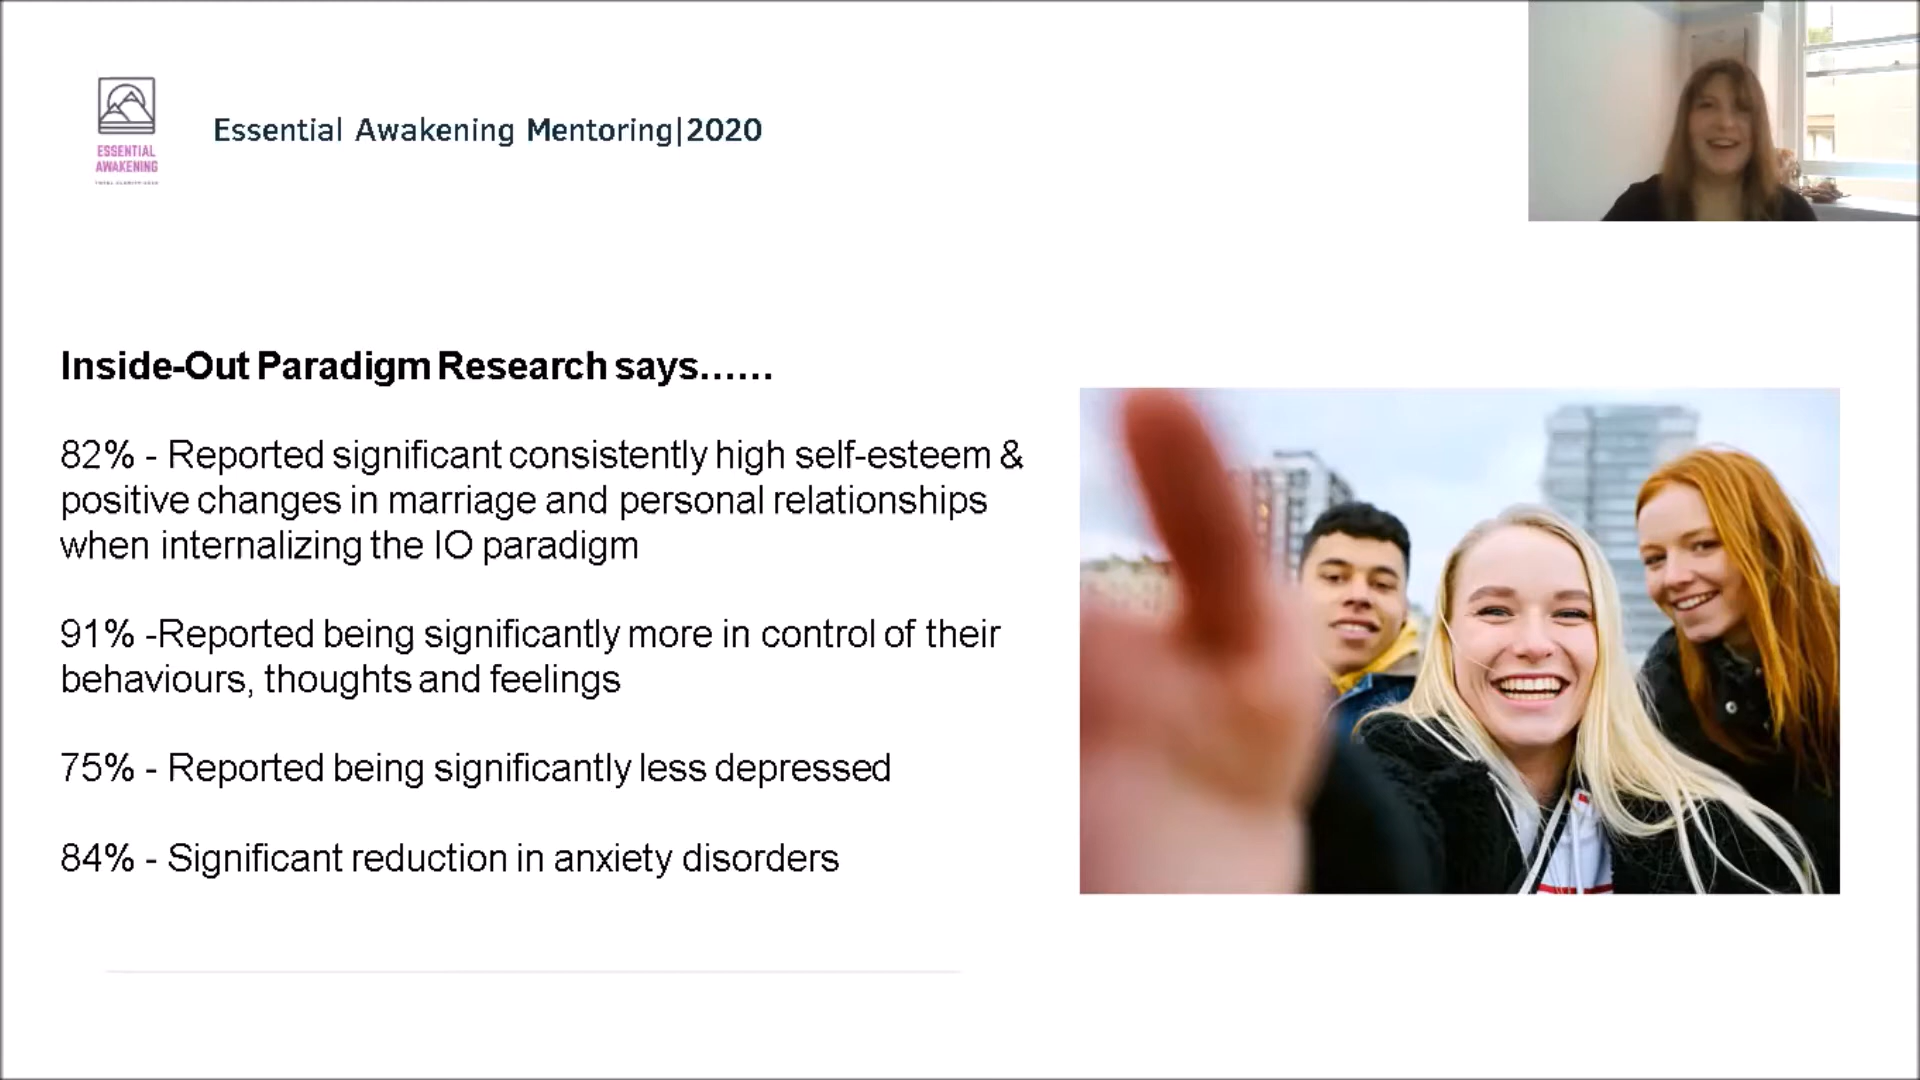 ESSENTIAL
AWAKENING
Essential Awakening Mentoring|2020
Inside-Out Paradigm Research says......
82% - Reported significant consistently high self-esteem &
positive changes in marriage and personal relationships
when internalizing the IO paradigm
91% -Reported being significantly more in control of their
behaviours, thoughts and feelings
75% - Reported being significantly less depressed
84% - Significant reduction in anxiety disorders